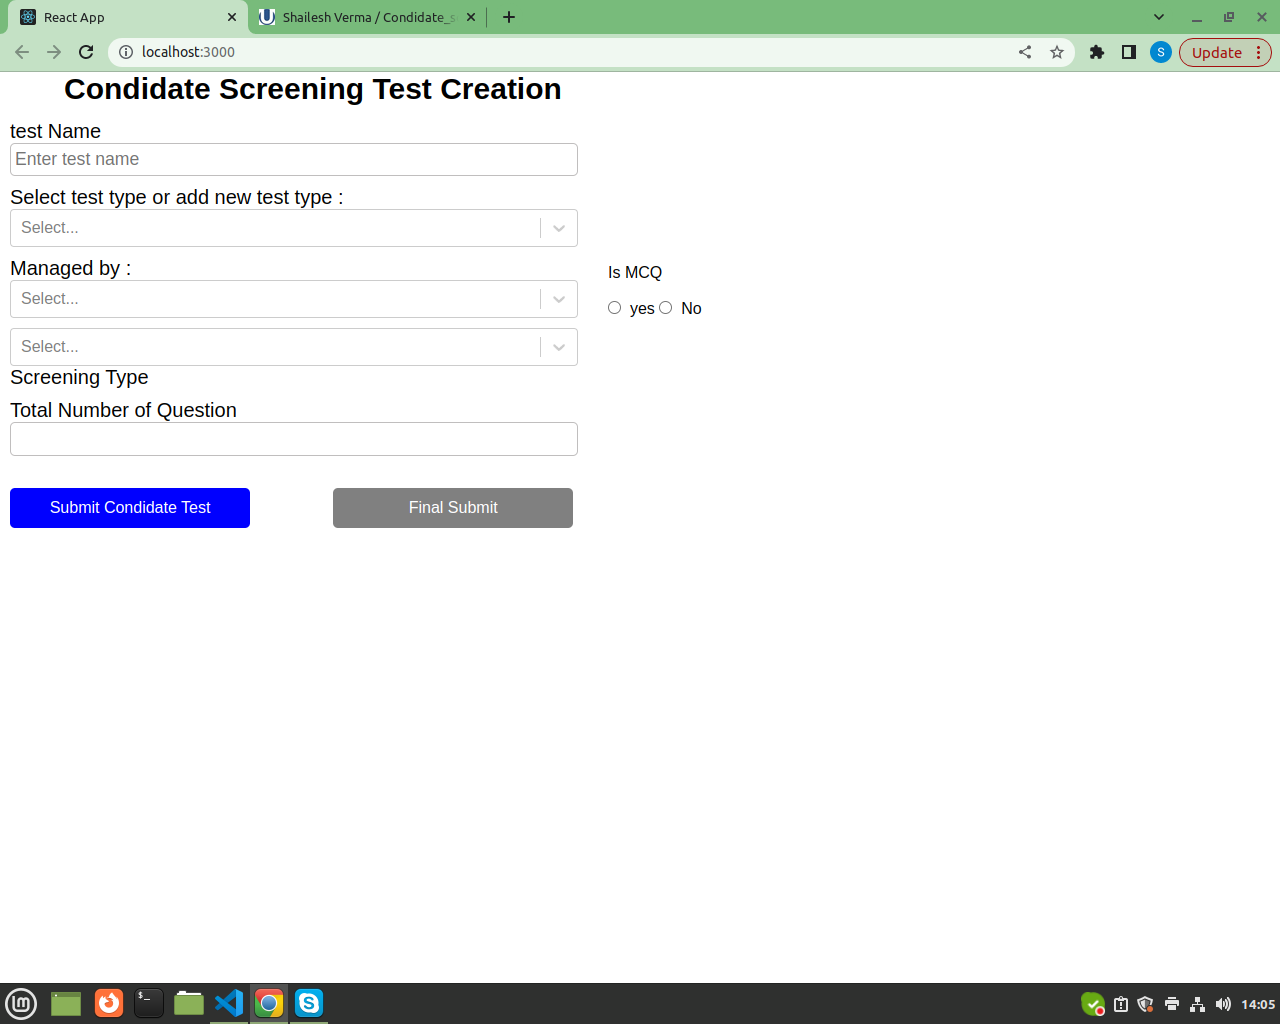 React App
Shailesh Verma / Condidate_s
localhost:3000
S
Update
Condidate Screening Test Creation
test Name
Enter test name
Select test type or add new test type :
Select...
Managed by :
Select...
Is MCQ
yes No
Select...
Screening Type
Total Number of Question
Submit Condidate Test
Final Submit
14:05